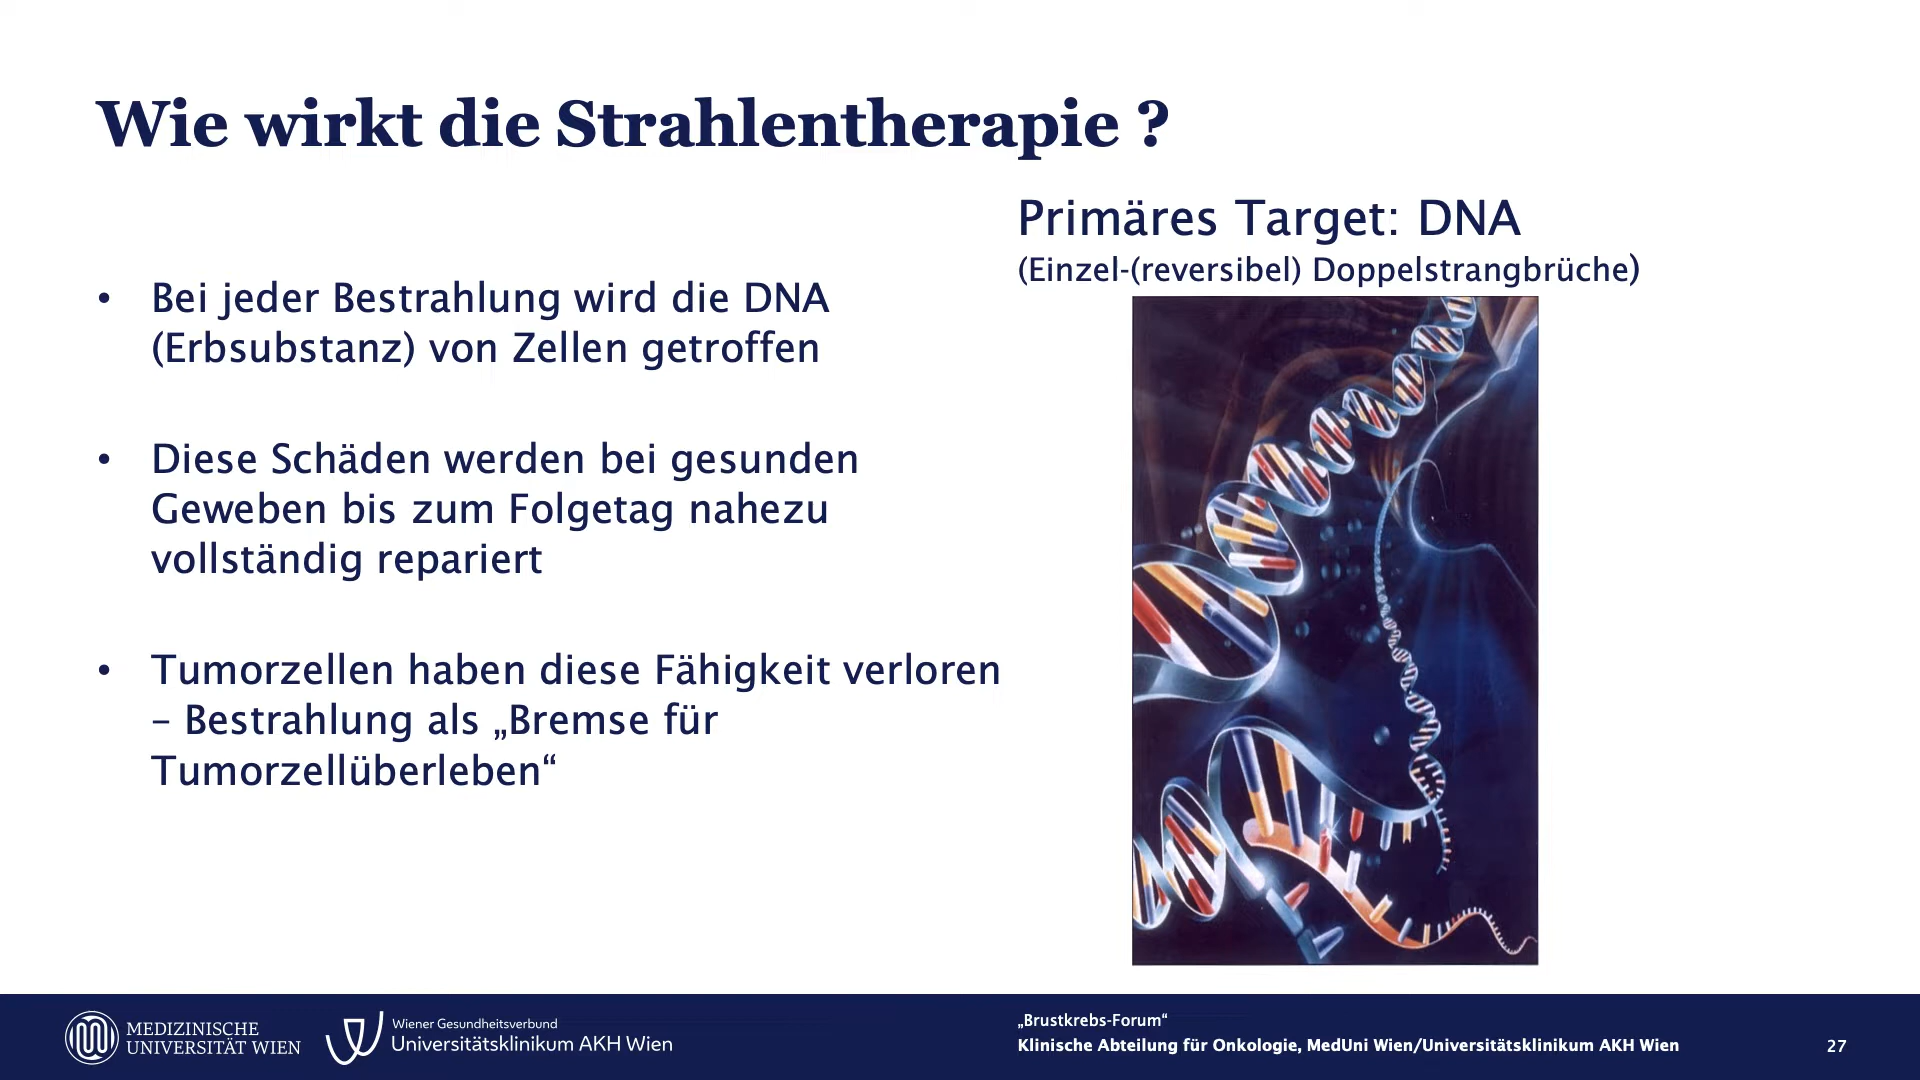 Wie wirkt die Strahlentherapie ?
• Bei jeder Bestrahlung wird die DNA
(Erbsubstanz) von Zellen getroffen
• Diese Schäden werden bei gesunden
Geweben bis zum Folgetag nahezu
vollständig repariert
• Tumorzellen haben diese Fähigkeit verloren
– Bestrahlung als „Bremse für
Tumorzellüberleben“
Primäres Target: DNA
(Einzel-(reversibel) Doppelstrangbrüche)
MEDIZINISCHE
UNIVERSITÄT WIEN
Wiener Gesundheitsverbund
Universitätsklinikum AKH Wien
„Brustkrebs-Forum“
Klinische Abteilung für Onkologie, MedUni Wien/Universitätsklinikum AKH Wien
27